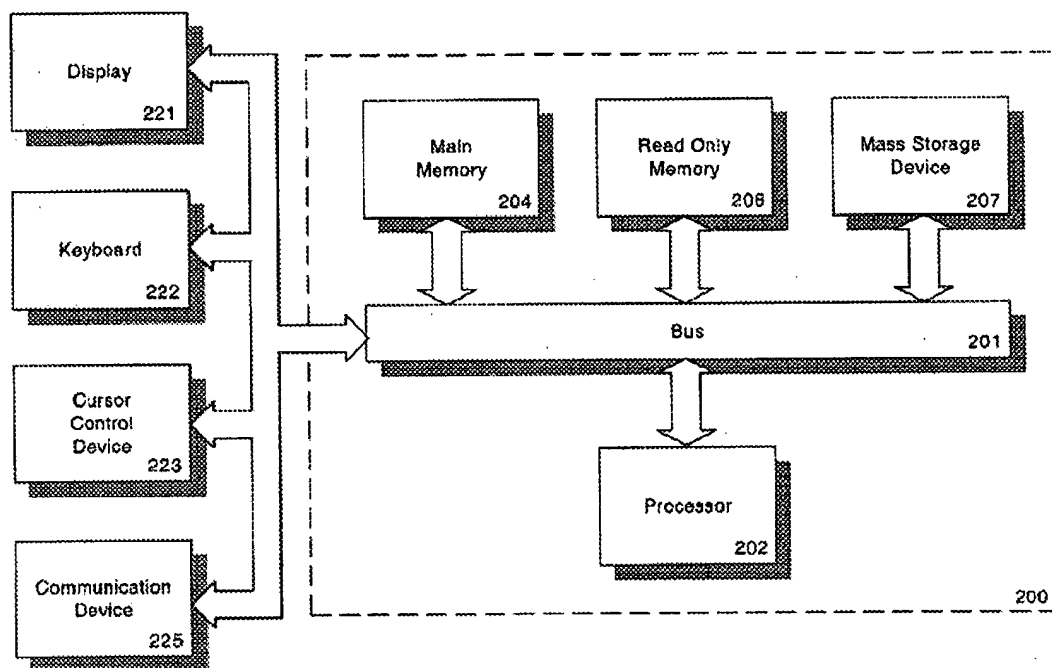 Display
221
Keyboard
222
Cursor
Control
Device
223
Communication
Device
225
Main
Memory
204
Read Only
Memory
206
Mass Storage
Device
207
Bus
201
Processor
202
200